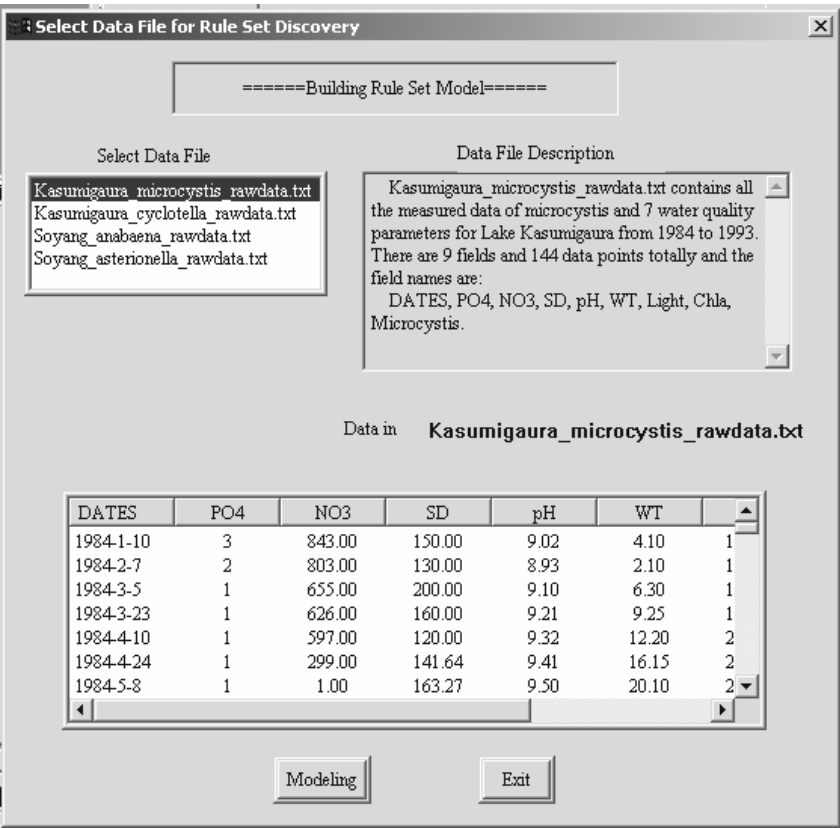 Select Data File for Rule Set Discovery
======Building Rule Set Model======
Select Data File
Kasumigaura_microcystis_rawdata.txt
Kasumigaura_cyclotella_rawdata.txt
Soyang_anabaena_rawdata.txt
Soyang_asterionella_rawdata.txt
Data File Description
Kasumigaura_microcystis_rawdata.txt contains all
the measured data of microcystis and 7 water quality
parameters for Lake Kasumigaura from 1984 to 1993.
There are 9 fields and 144 data points totally and the
field names are:
DATES, PO4, NO3, SD, pH, WT, Light, Chla,
Microcystis.
Data in Kasumigaura_microcystis_rawdata.txt
DATES PO4 NO3 SD pH WT
1984-1-10 3 843.00 150.00 9.02 4.10 1
1984-2-7 2 803.00 130.00 8.93 2.10 1
1984-3-5 1 655.00 200.00 9.10 6.30 1
1984-3-23 1 626.00 160.00 9.21 9.25 1
1984-4-10 1 597.00 120.00 9.32 12.20 2
1984-4-24 1 299.00 141.64 9.41 16.15 2
1984-5-8 1 1.00 163.27 9.50 20.10 2
Modeling Exit